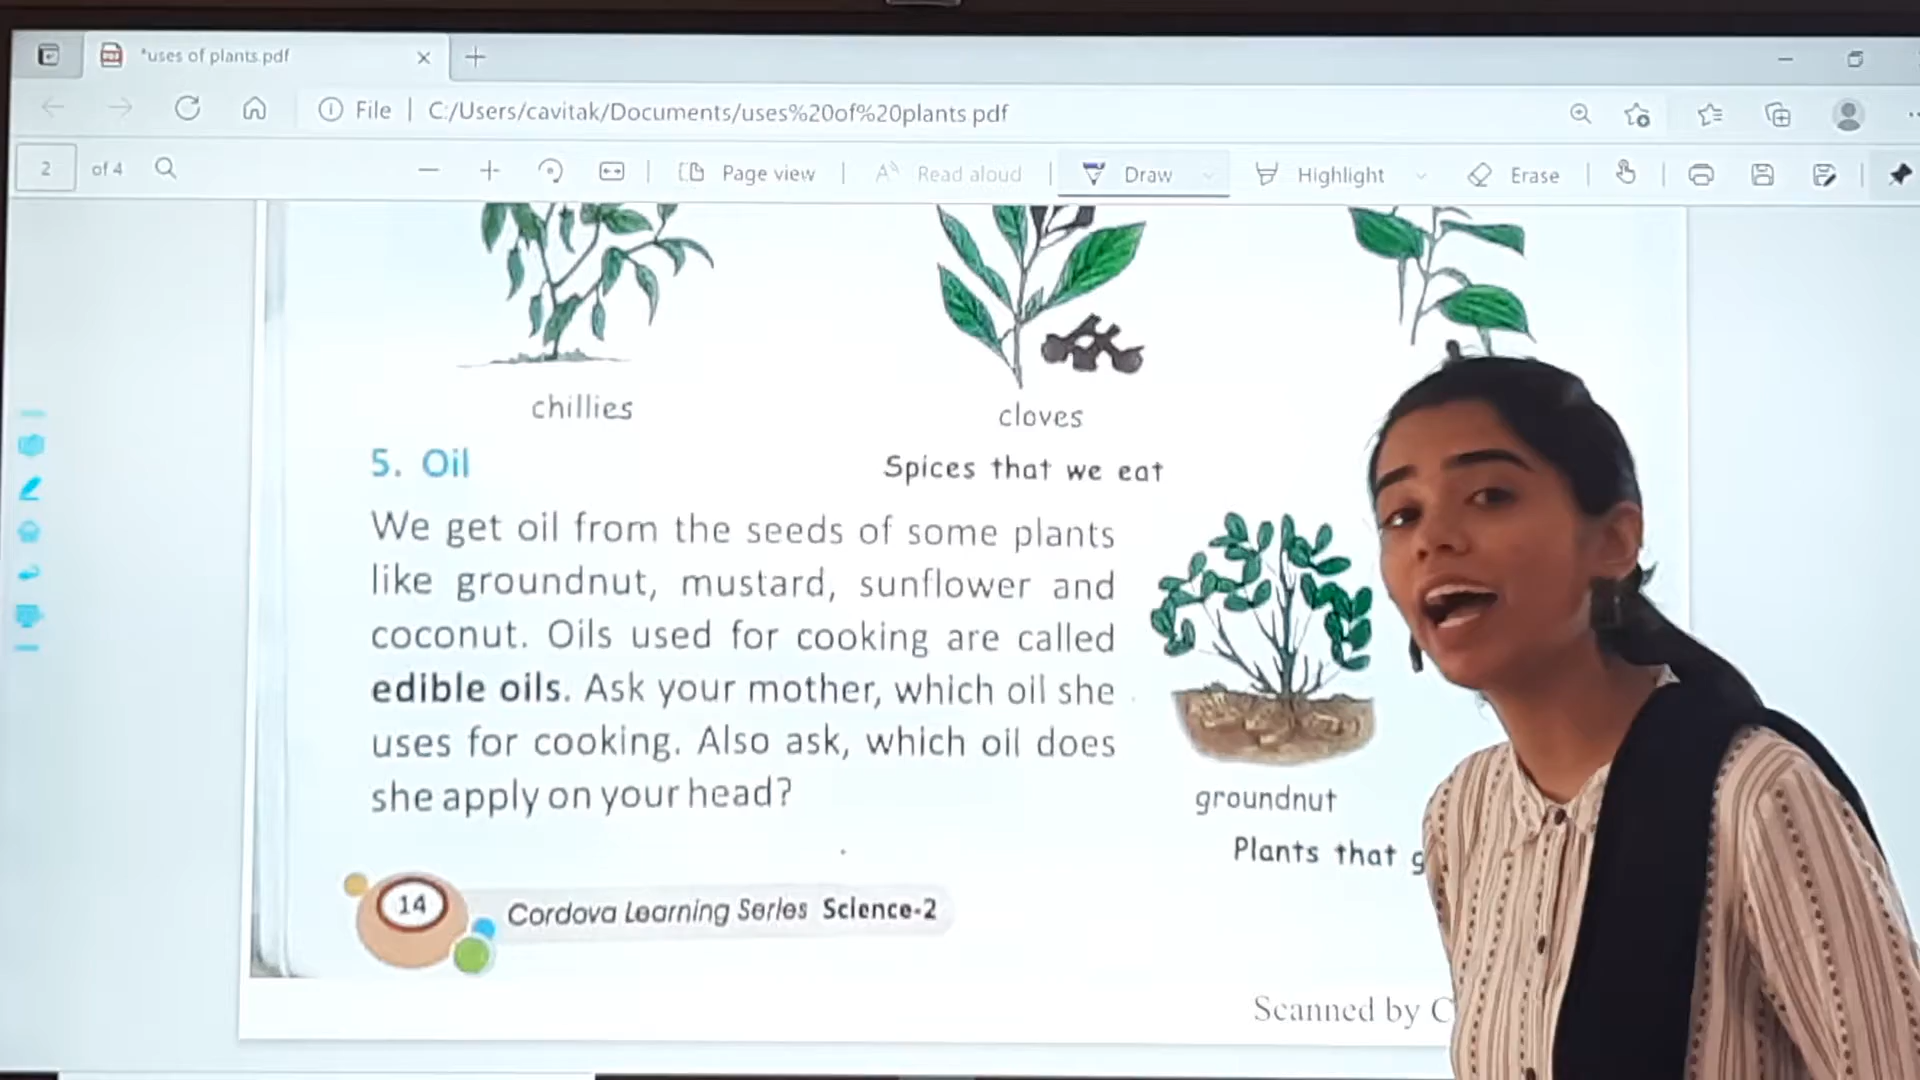 *uses of plants.pdf
File | C:/Users/cavitak/Documents/uses%20of%20plants pdf
2 of 4 Page view Read aloud Draw Highlight Erase
chillies
cloves
5. Oil
Spices that we eat
We get oil from the seeds of some plants
like groundnut, mustard, sunflower and
coconut. Oils used for cooking are called
edible oils. Ask your mother, which oil she
uses for cooking. Also ask, which oil does
she apply on your head?
groundnut
Plants that g
14
Cordova Learning Series Science-2
Scanned by C